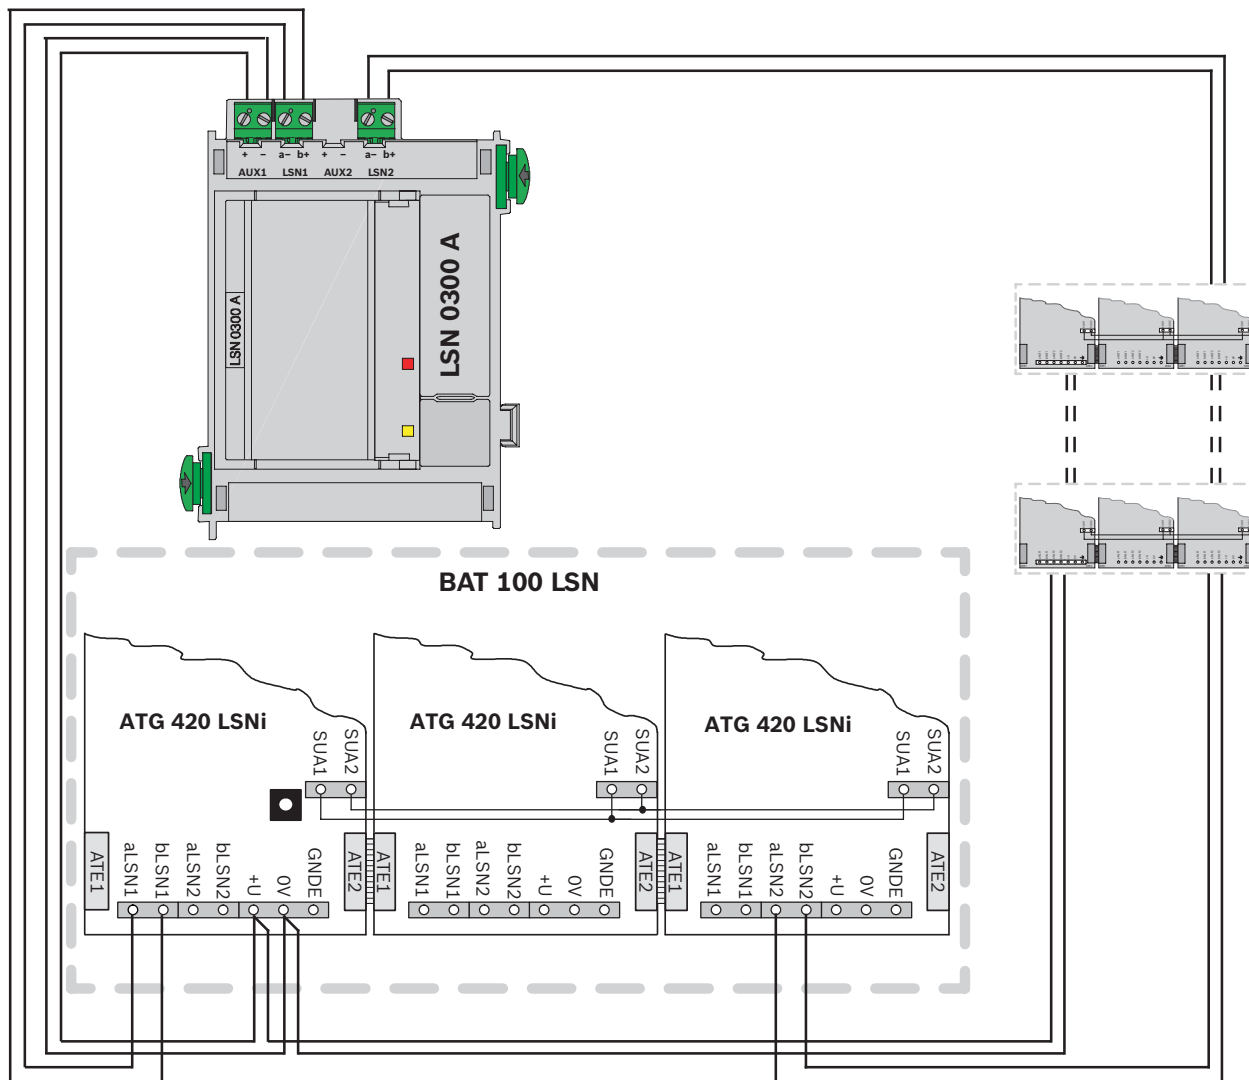 + - a- b+ + - a- b+
AUX1 LSN1 AUX2 LSN2
LSN 0300 A
LSN 0300 A
BAT 100 LSN
ATG 420 LSNi
ATG 420 LSNi
ATG 420 LSNi
SUA1
SUA2
SUA1
SUA2
SUA1
SUA2
ATE1
aLSN1
bLSN1
aLSN2
bLSN2
+U
0V
GNDE
ATE2
ATE1
aLSN1
bLSN1
aLSN2
bLSN2
+U
0V
GNDE
ATE2
ATE1
aLSN1
bLSN1
aLSN2
bLSN2
+U
0V
GNDE
ATE2